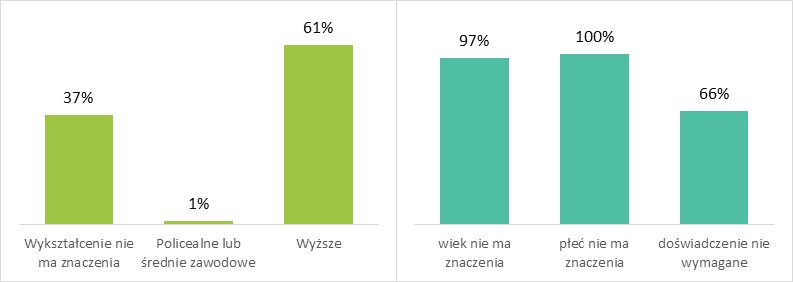 61%
37%
1%
Wykształcenie nie
ma znaczenia
Policealne lub
średnie zawodowe
Wyższe
97%
100%
66%
wiek nie ma
znaczenia
płeć nie ma
znaczenia
doświadczenie nie
wymagane